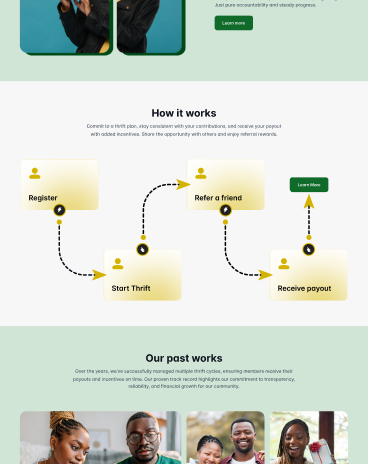 Just pure accountability and steady progress.
Learn more
How it works
Commit to a thrift plan, stay consistent with your contributions, and receive your payout
with added incentives. Share the opportunity with others and enjoy referral rewards.
Register
Refer a friend
Learn More
Start Thrift
Receive payout
Our past works
Over the years, we've successfully managed multiple thrift cycles, ensuring members receive their
payouts and incentives on time. Our proven track record highlights our commitment to transparency,
reliability, and financial growth for our community.